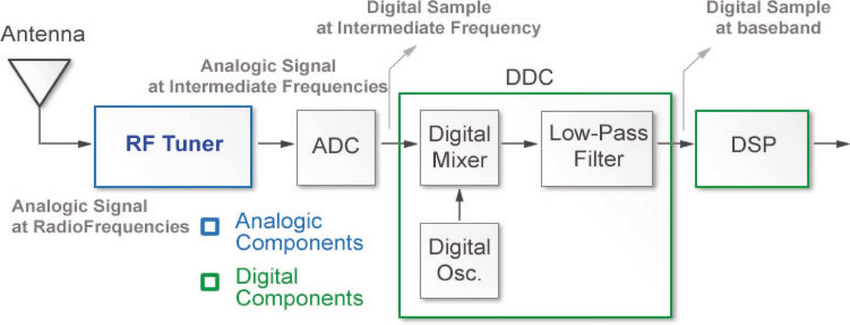 Antenna
Digital Sample
at Intermediate Frequency
Digital Sample
at baseband
Analogic Signal
at Intermediate Frequencies
DDC
RF Tuner
ADC
Digital
Mixer
Low-Pass
Filter
DSP
Analogic Signal
at RadioFrequencies
Analogic
Components
Digital
Osc.
Digital
Components